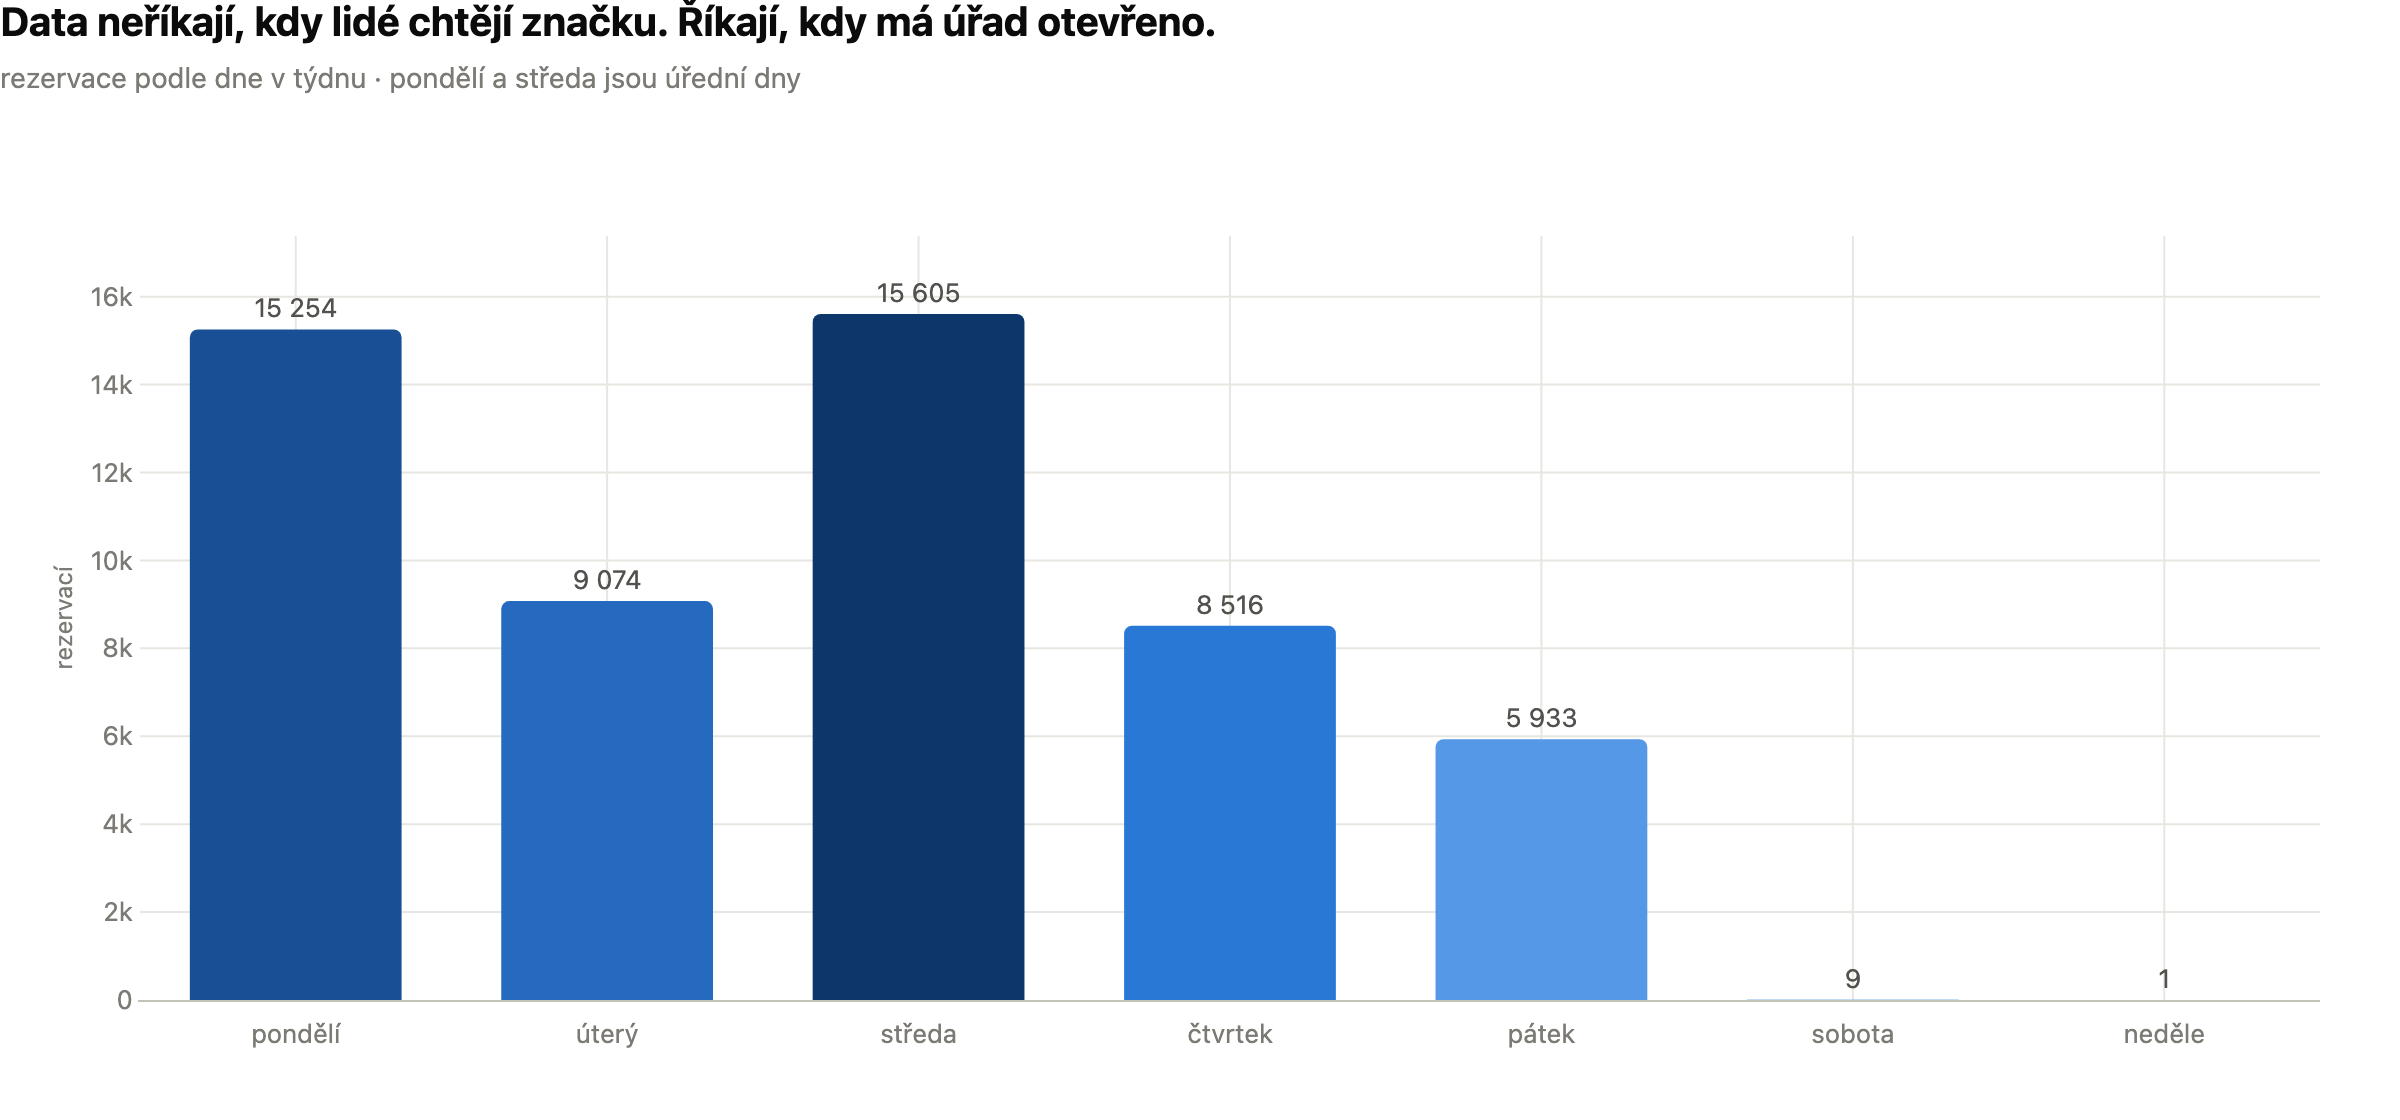 Data neříkají, kdy lidé chtějí značku. Říkají, kdy má úřad otevřeno.
rezervace podle dne v týdnu · pondělí a středa jsou úřední dny
rezervací
16k
14k
12k
10k
8k
6k
4k
2k
0
15 254
9 074
15 605
8 516
5 933
9
1
pondělí
úterý
středa
čtvrtek
pátek
sobota
neděle